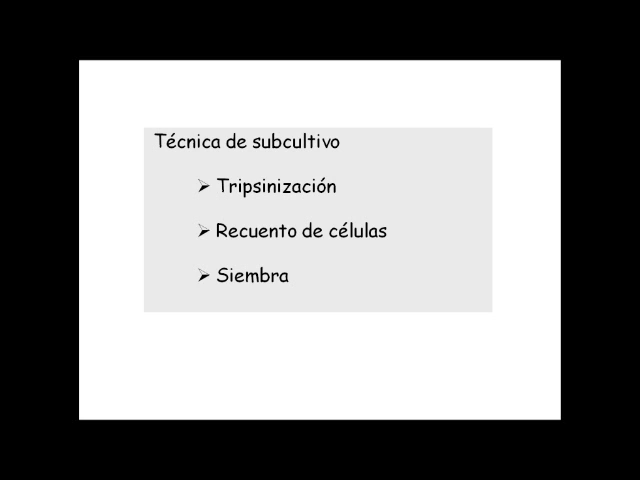 Técnica de subcultivo
➢ Tripsinización
➢ Recuento de células
➢ Siembra